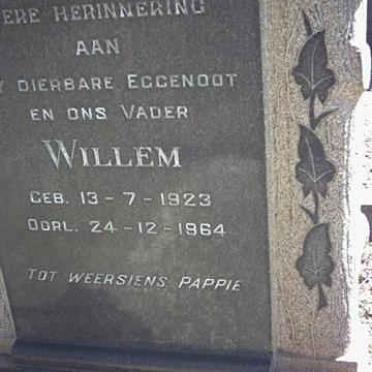 ERE HERINNERING
AAN
Y DIERBARE EGGENOOT
EN ONS VADER
WILLEM
GEB. 13-7-1923
OORL. 24-12-1964
TOT WEERSIENS PAPPIE